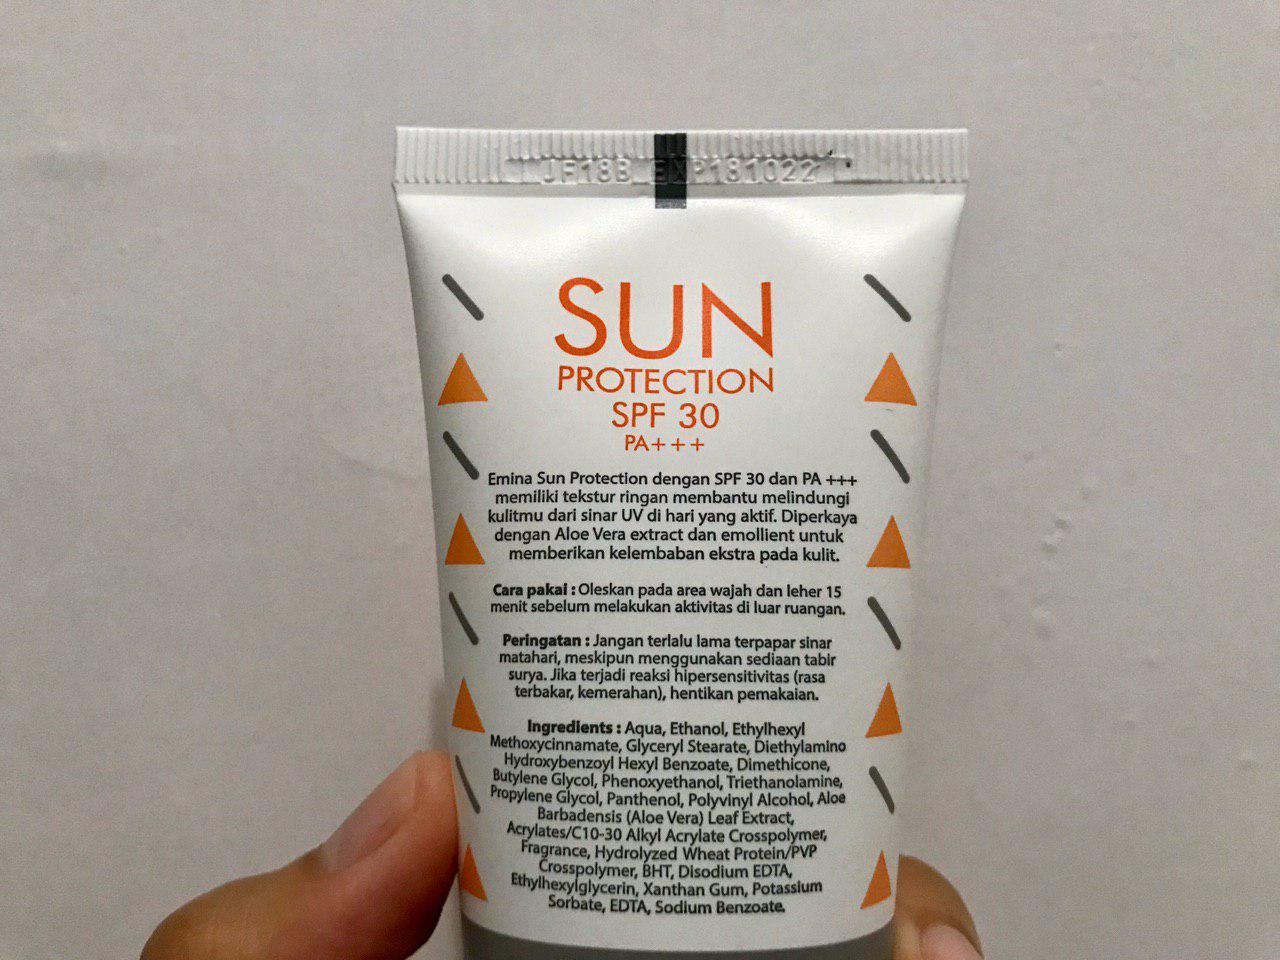 JF18B EXP181022
SUN
PROTECTION
SPF 30
PA+++
Emina Sun Protection dengan SPF 30 dan PA +++
memiliki tekstur ringan membantu melindungi
kulitmu dari sinar UV di hari yang aktif. Diperkaya
dengan Aloe Vera extract dan emollient untuk
memberikan kelembaban ekstra pada kulit.
Cara pakai : Oleskan pada area wajah dan leher 15
menit sebelum melakukan aktivitas di luar ruangan.
Peringatan : Jangan terlalu lama terpapar sinar
matahari, meskipun menggunakan sediaan tabir
surya. Jika terjadi reaksi hipersensitivitas (rasa
terbakar, kemerahan), hentikan pemakaian.
Ingredients : Aqua, Ethanol, Ethylhexyl
Methoxycinnamate, Glyceryl Stearate, Diethylamino
Hydroxybenzoyl Hexyl Benzoate, Dimethicone,
Butylene Glycol, Phenoxyethanol, Triethanolamine,
Propylene Glycol, Panthenol, Polyvinyl Alcohol, Aloe
Barbadensis (Aloe Vera) Leaf Extract,
Acrylates/C10-30 Alkyl Acrylate Crosspolymer,
Fragrance, Hydrolyzed Wheat Protein/PVP
Crosspolymer, BHT, Disodium EDTA,
Ethylhexylglycerin, Xanthan Gum, Potassium
Sorbate, EDTA, Sodium Benzoate.